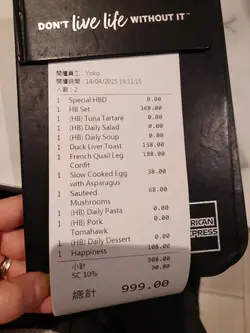 DON'T live life WITHOUT IT™
開檯員工：Yoko
開檯時間：14/04/2025 19:11:15
人數：2
1 Special HBD 0.00
1 HB Set 368.00
1 (HB) Tuna Tartare 0.00
1 (HB) Daily Salad 0.00
1 (HB) Daily Soup 0.00
1 Duck Liver Toast 138.00
1 French Quail Leg Confit 188.00
1 Slow Cooked Egg with Asparagus 38.00
1 Sauteed Mushrooms 68.00
1 (HB) Daily Pasta 0.00
1 (HB) Pork Tomahawk 0.00
1 (HB) Daily Dessert 0.00
1 Happiness 108.00
小計 908.00
SC 10% 90.80
總計 999.00
RICAN
PRESS